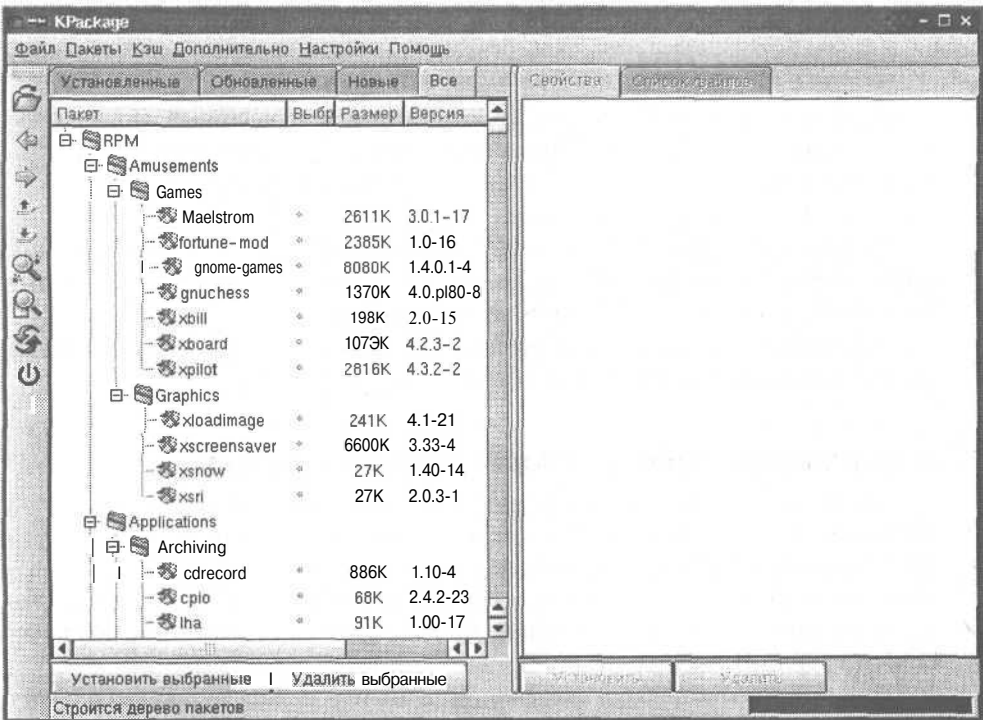 KPackage
Файл Пакеты Кэш Дополнительно Настройки Помощь
Установленные Обновленные Новые Все Свойства Список файлов
Пакет Выбр Размер Версия
RPM
Amusements
Games
Maelstrom 2611K 3.0.1-17
fortune-mod 2385K 1.0-16
gnome-games 8080K 1.4.0.1-4
gnuchess 1370K 4.0.pl80-8
xbill 198K 2.0-15
xboard 107ЭК 4.2.3-2
xpilot 2816K 4.3.2-2
Graphics
xloadimage 241K 4.1-21
xscreensaver 6600K 3.33-4
xsnow 27K 1.40-14
xsri 27K 2.0.3-1
Applications
Archiving
cdrecord 886K 1.10-4
cpio 68K 2.4.2-23
lha 91K 1.00-17
Установить выбранные Удалить выбранные Установить Удалить
Строится дерево пакетов